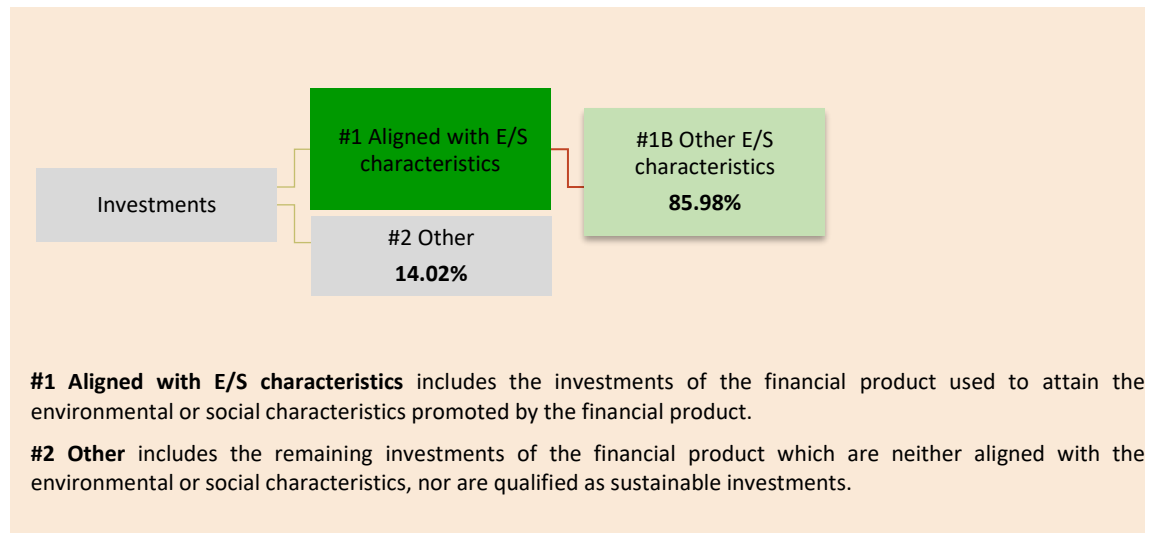 #1 Aligned with E/S
characteristics
#1B Other E/S
characteristics
85.98%
Investments
#2 Other
14.02%
#1 Aligned with E/S characteristics includes the investments of the financial product used to attain the
environmental or social characteristics promoted by the financial product.
#2 Other includes the remaining investments of the financial product which are neither aligned with the
environmental or social characteristics, nor are qualified as sustainable investments.